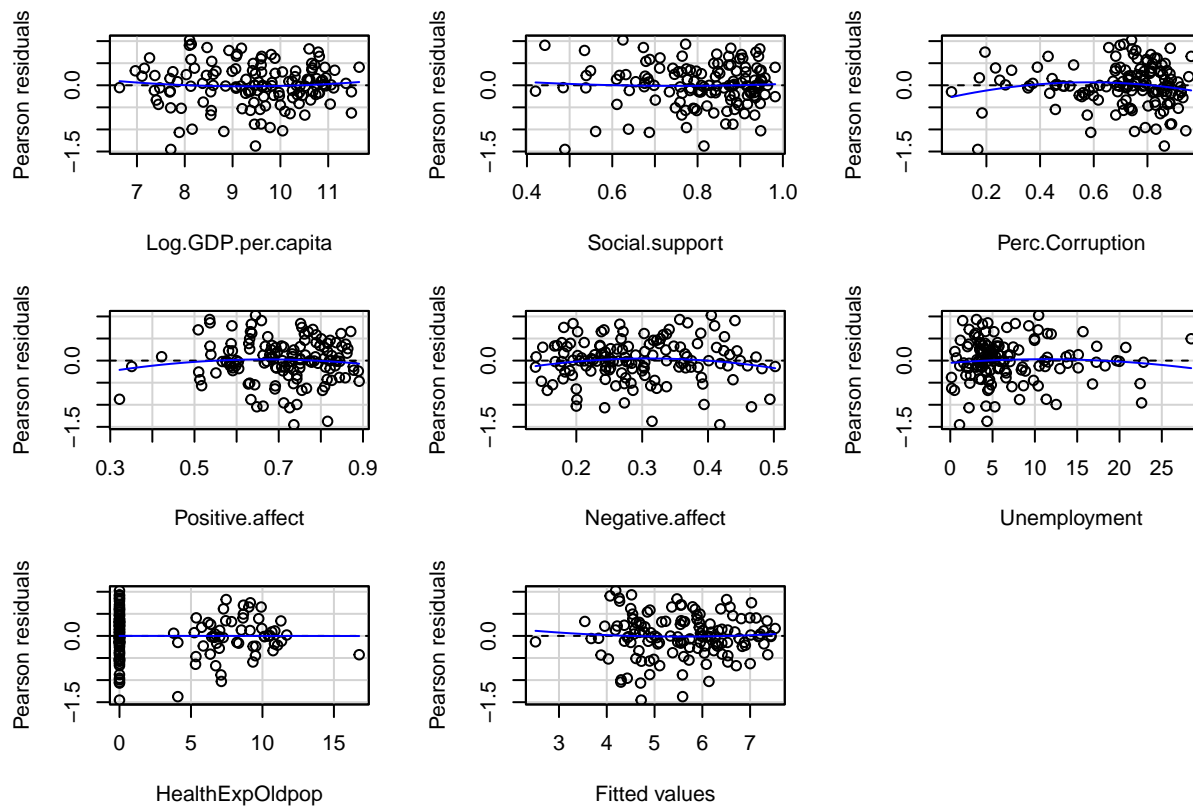 Pearson residuals
0.0
−1.5
7 8 9 10 11
Log.GDP.per.capita
Pearson residuals
0.0
−1.5
0.4 0.6 0.8 1.0
Social.support
Pearson residuals
0.0
−1.5
0.2 0.4 0.6 0.8
Perc.Corruption
Pearson residuals
0.0
−1.5
0.3 0.5 0.7 0.9
Positive.affect
Pearson residuals
0.0
−1.5
0.2 0.3 0.4 0.5
Negative.affect
Pearson residuals
0.0
−1.5
0 5 10 15 20 25
Unemployment
Pearson residuals
0.0
−1.5
0 5 10 15
HealthExpOldpop
Pearson residuals
0.0
−1.5
3 4 5 6 7
Fitted values